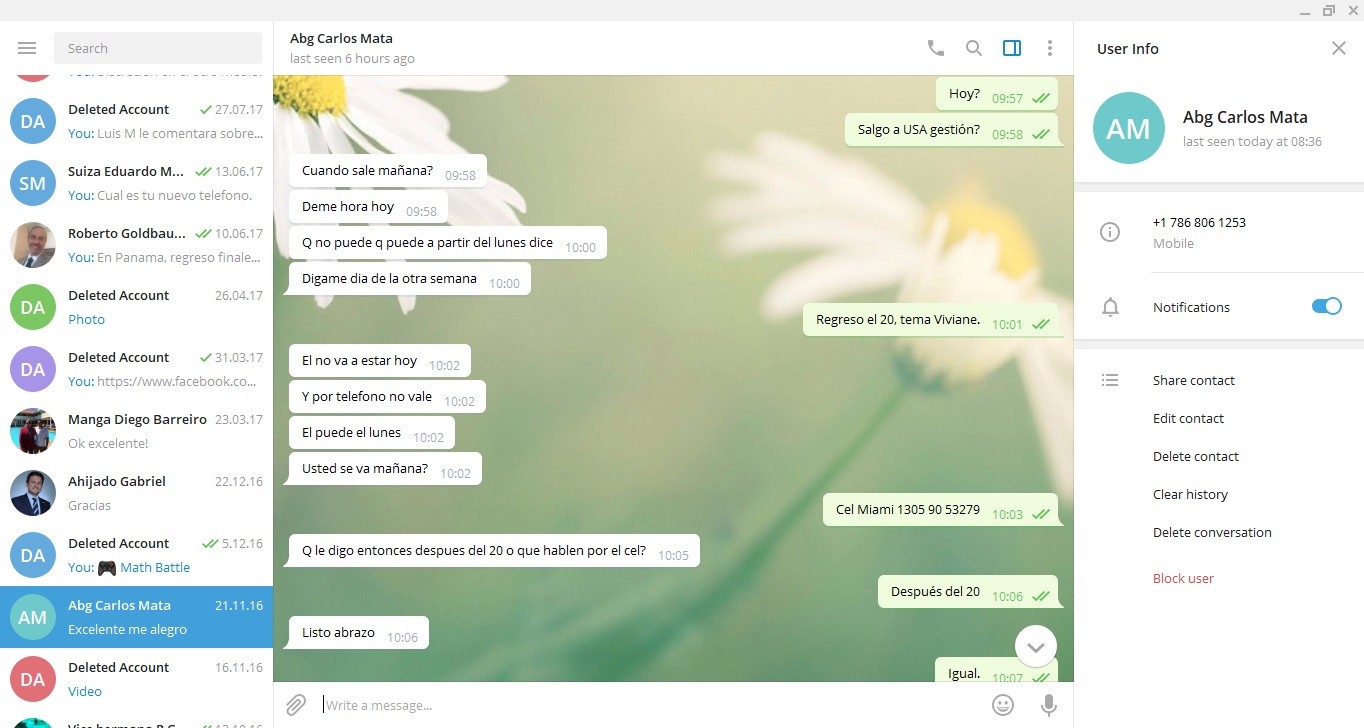 Search
You: Discreción en el otro medio.
Deleted Account 27.07.17
You: Luis M le comentara sobre...
Suiza Eduardo M... 13.06.17
You: Cual es tu nuevo telefono.
Roberto Goldbau... 10.06.17
You: En Panama, regreso finale...
Deleted Account 26.04.17
Photo
Deleted Account 31.03.17
You: https://www.facebook.co...
Manga Diego Barreiro 23.03.17
Ok excelente!
Ahijado Gabriel 22.12.16
Gracias
Deleted Account 5.12.16
You: 🎮 Math Battle
Abg Carlos Mata 21.11.16
Excelente me alegro
Deleted Account 16.11.16
Video
DA
SM
DA
DA
DA
AM
DA
Abg Carlos Mata
last seen 6 hours ago
Hoy? 09:57
Salgo a USA gestión? 09:58
Cuando sale mañana? 09:58
Deme hora hoy 09:58
Q no puede q puede a partir del lunes dice 10:00
Digame dia de la otra semana 10:00
Regreso el 20, tema Viviane. 10:01
El no va a estar hoy 10:02
Y por telefono no vale 10:02
El puede el lunes 10:02
Usted se va mañana? 10:02
Cel Miami 1305 90 53279 10:03
Q le digo entonces despues del 20 o que hablen por el cel? 10:05
Después del 20 10:06
Listo abrazo 10:06
Igual. 10:07
Write a message...
User Info
AM
Abg Carlos Mata
last seen today at 08:36
+1 786 806 1253
Mobile
Notifications
Share contact
Edit contact
Delete contact
Clear history
Delete conversation
Block user